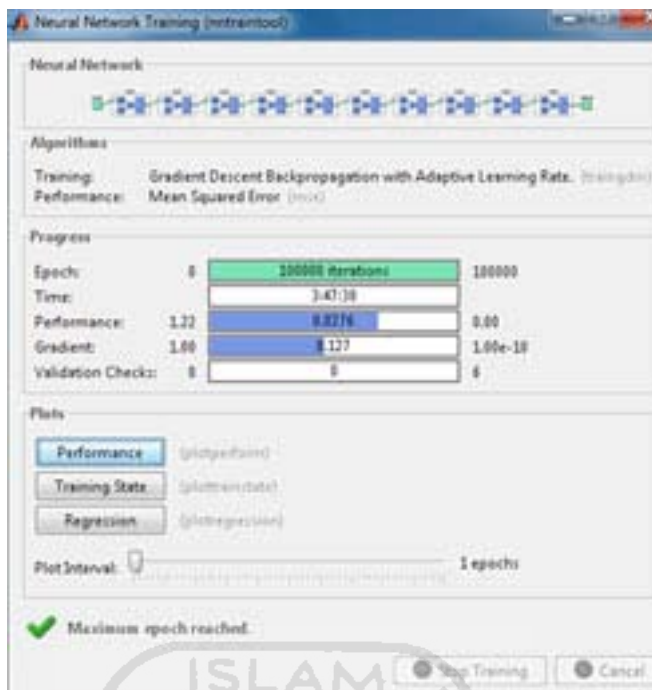 Neural Network Training (nntraintool)
Neural Network
Algorithms
Training: Gradient Descent Backpropagation with Adaptive Learning Rate.
Performance: Mean Squared Error (mse)
Progress
Epoch: 0 100000 iterations 100000
Time: 3:47:38
Performance: 1.22 0.0276 0.00
Gradient: 1.00 0.127 1.00e-10
Validation Checks: 0 0 6
Plots
Performance (plotperform)
Training State (plottrainstate)
Regression (plotregression)
Plot Interval: 1 epochs
Maximum epoch reached.
ISLAM
Stop Training Cancel